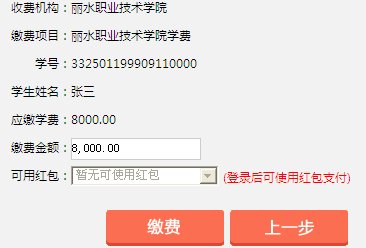 收费机构：丽水职业技术学院
缴费项目：丽水职业技术学院学费
学号：332501199909110000
学生姓名：张三
应缴学费：8000.00
缴费金额：8,000.00
可用红包：暂无可使用红包 (登录后可使用红包支付)
缴费 上一步